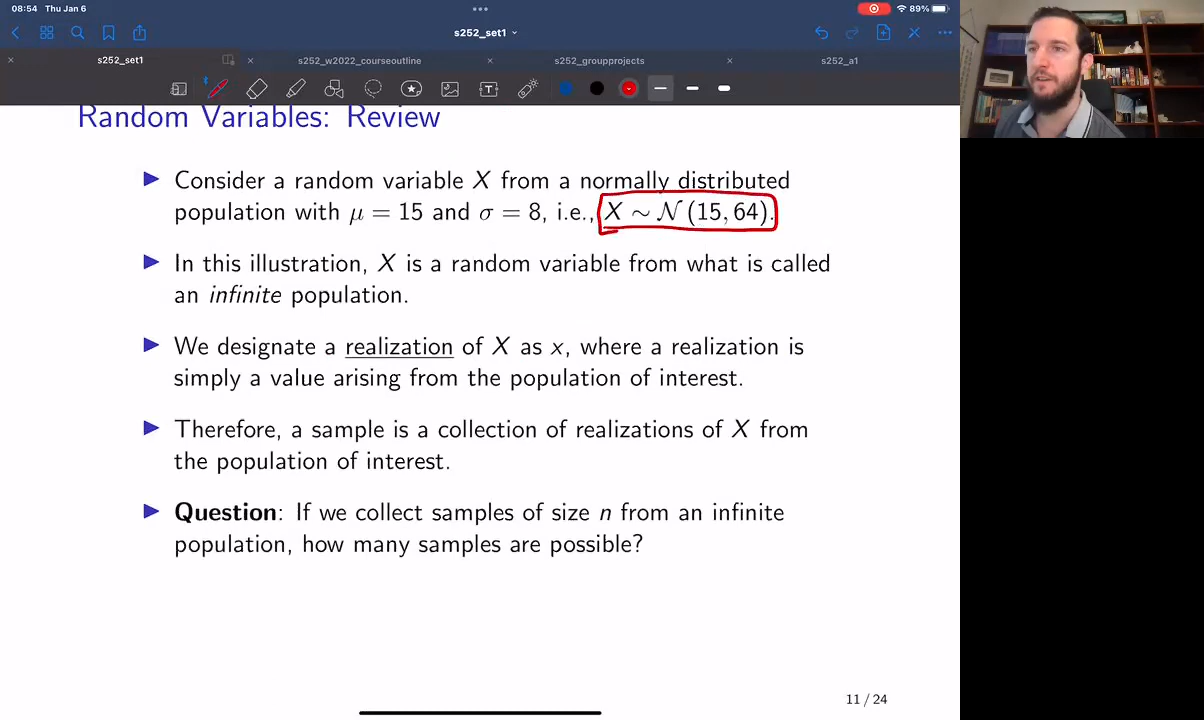 08:54 Thu Jan 6
89%
s252_set1
s252_set1
s252_w2022_courseoutline
s252_groupprojects
s252_a1
Random Variables: Review
Consider a random variable X from a normally distributed
population with μ = 15 and σ = 8, i.e., X ∼ N (15, 64).
In this illustration, X is a random variable from what is called
an infinite population.
We designate a realization of X as x, where a realization is
simply a value arising from the population of interest.
Therefore, a sample is a collection of realizations of X from
the population of interest.
Question: If we collect samples of size n from an infinite
population, how many samples are possible?
11 / 24